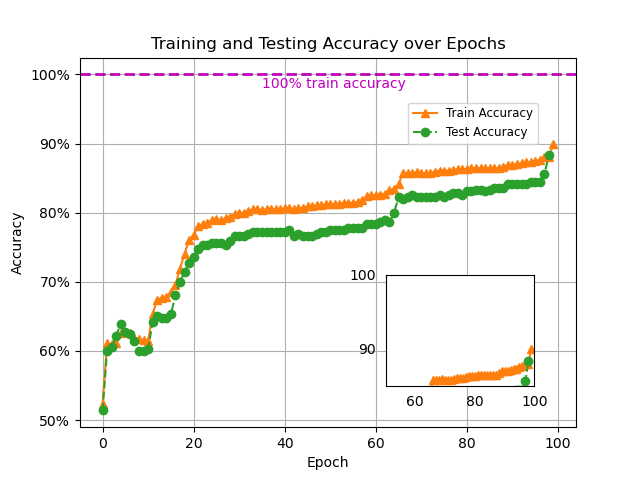 Training and Testing Accuracy over Epochs
100%
100% train accuracy
Train Accuracy
Test Accuracy
90%
80%
70%
60%
50%
Accuracy
100
90
60 80 100
0 20 40 60 80 100
Epoch